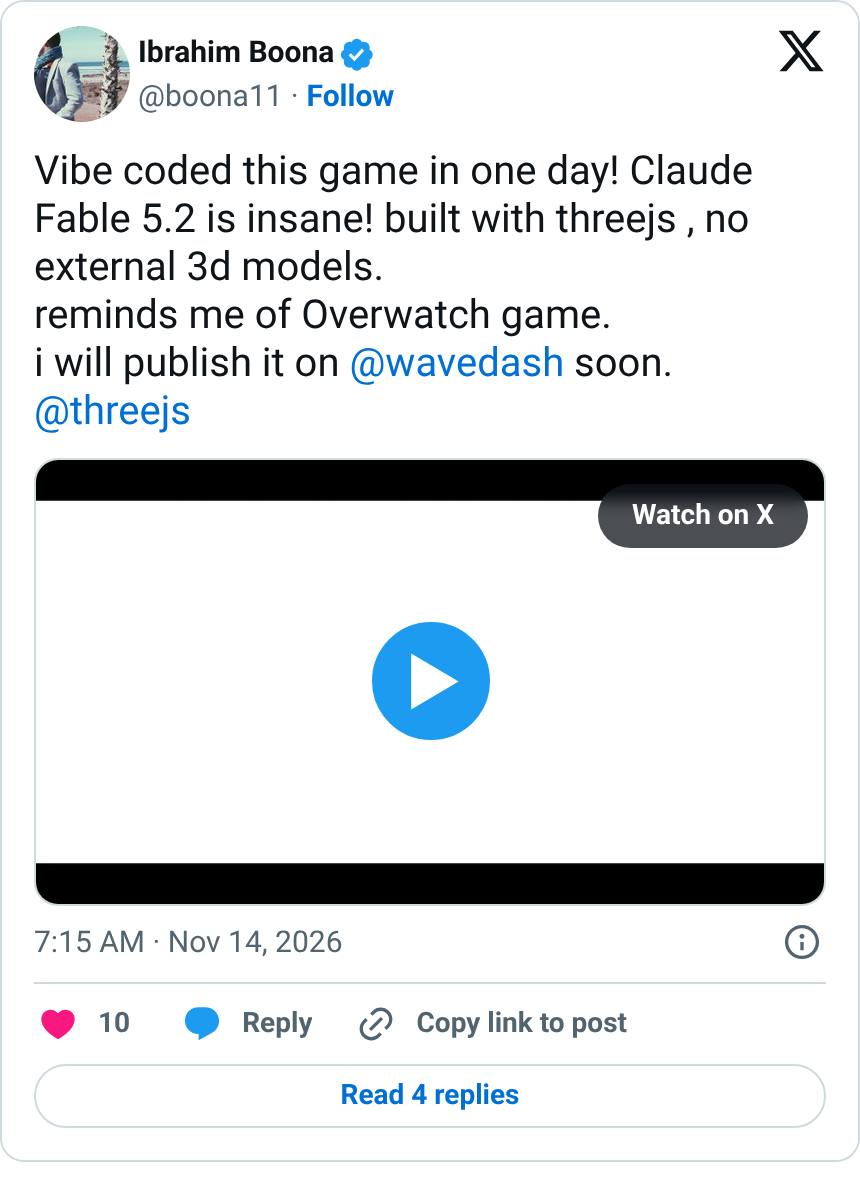 Ibrahim Boona
@boona11 · Follow
Vibe coded this game in one day! Claude
Fable 5.2 is insane! built with threejs , no
external 3d models.
reminds me of Overwatch game.
i will publish it on @wavedash soon.
@threejs
Watch on X
7:15 AM · Nov 14, 2026
10 Reply Copy link to post
Read 4 replies